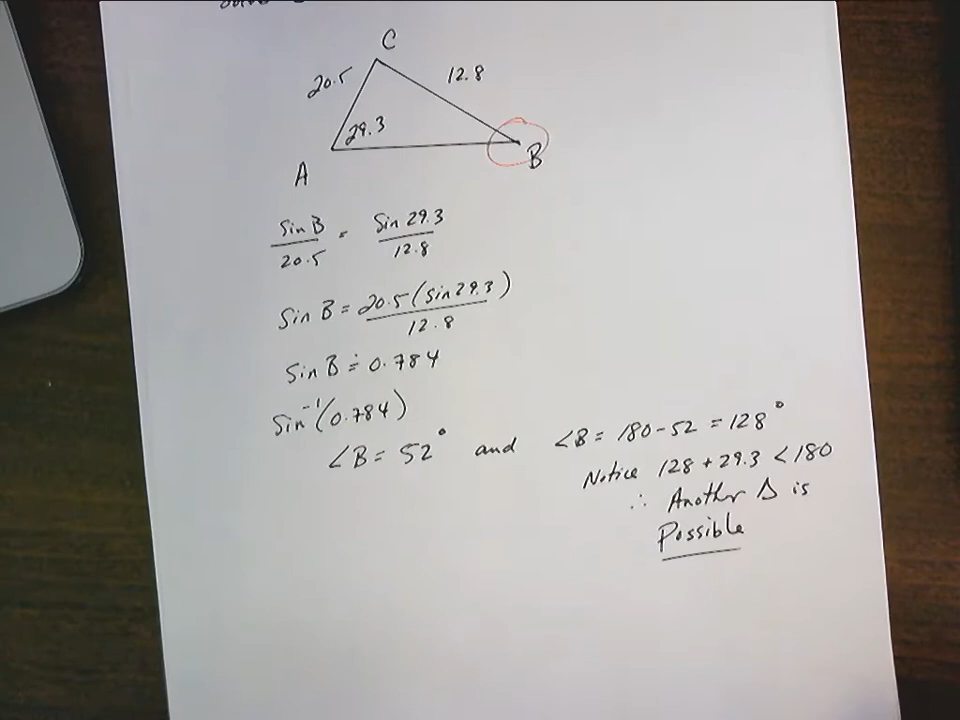 C
20.5
12.8
29.3
A
B
Sin B / 20.5 = Sin 29.3 / 12.8
Sin B = 20.5 (Sin 29.3) / 12.8
Sin B ≐ 0.784
Sin⁻¹(0.784)
∠B = 52° and ∠B = 180 - 52 = 128°
Notice 128 + 29.3 < 180
∴ Another Δ is
Possible